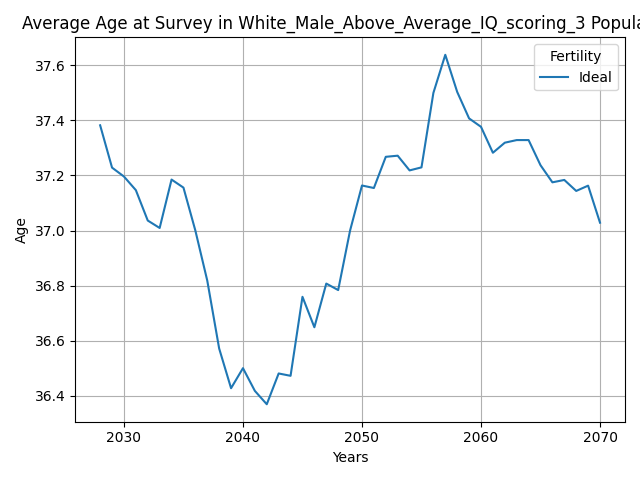 Average Age at Survey in White_Male_Above_Average_IQ_scoring_3 Popula
37.6
37.4
37.2
37.0
36.8
36.6
36.4
Age
Fertility
Ideal
2030 2040 2050 2060 2070
Years